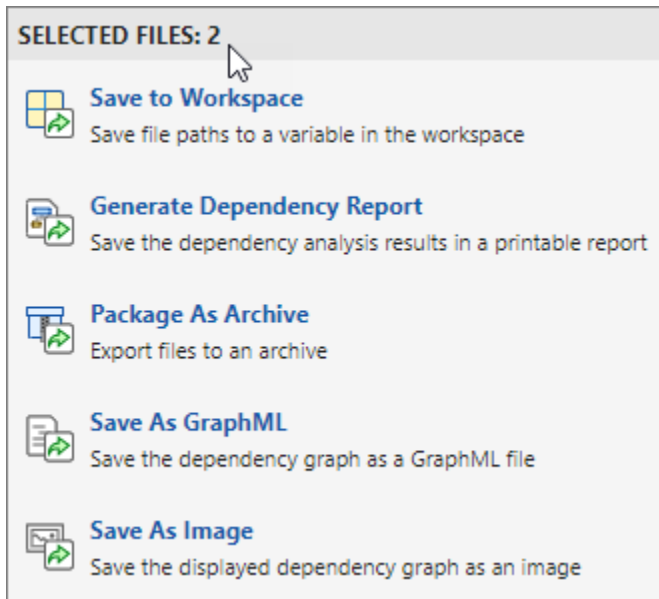 SELECTED FILES: 2
Save to Workspace
Save file paths to a variable in the workspace
Generate Dependency Report
Save the dependency analysis results in a printable report
Package As Archive
Export files to an archive
Save As GraphML
Save the dependency graph as a GraphML file
Save As Image
Save the displayed dependency graph as an image